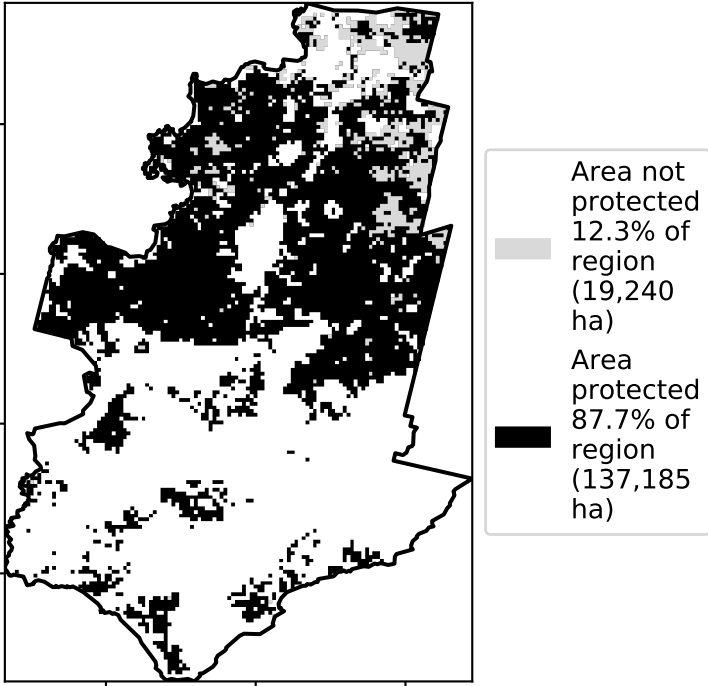 Area not
protected
12.3% of
region
(19,240
ha)
Area
protected
87.7% of
region
(137,185
ha)